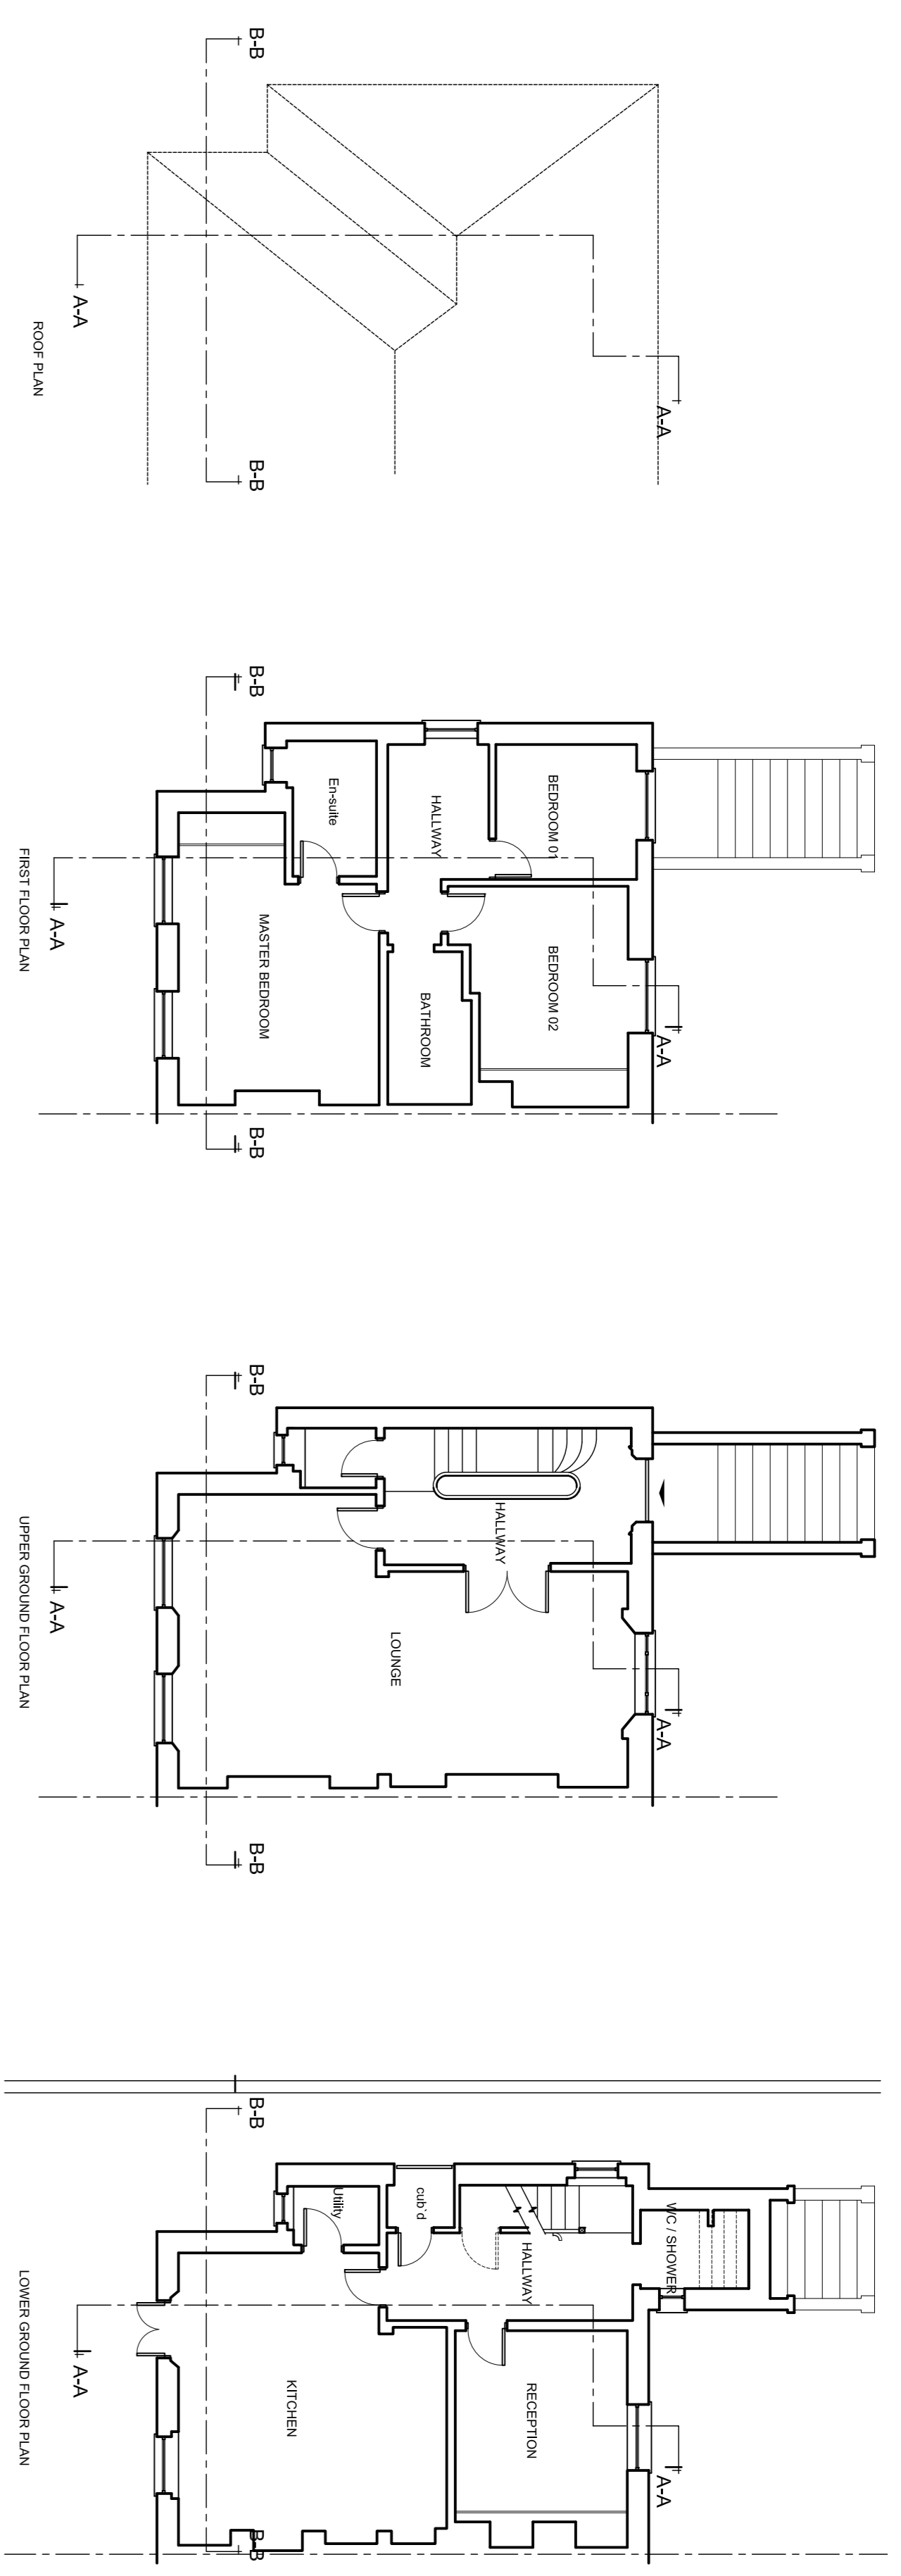 B-B
A-A
A-A
B-B
ROOF PLAN
B-B
En-suite
HALLWAY
BEDROOM 01
MASTER BEDROOM
BATHROOM
BEDROOM 02
A-A
A-A
B-B
FIRST FLOOR PLAN
B-B
HALLWAY
LOUNGE
A-A
A-A
B-B
UPPER GROUND FLOOR PLAN
B-B
Utility
cub'd
HALLWAY
WC / SHOWER
KITCHEN
RECEPTION
A-A
A-A
B-B
LOWER GROUND FLOOR PLAN